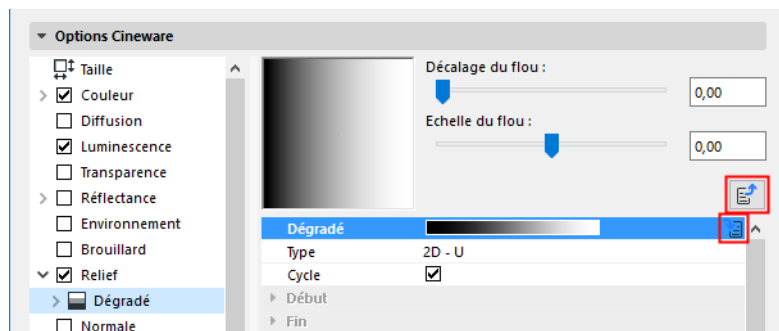 Options Cineware
Taille
Couleur
Diffusion
Luminescence
Transparence
Réflectance
Environnement
Brouillard
Relief
Dégradé
Normale
Décalage du flou :
0,00
Echelle du flou :
0,00
Dégradé
Type 2D - U
Cycle
Début
Fin